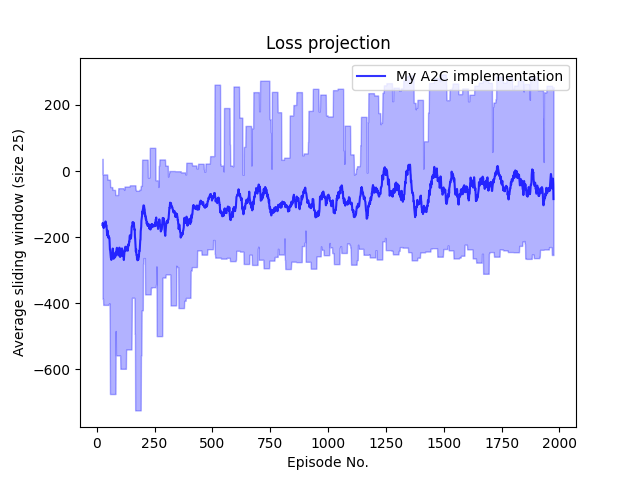 Loss projection
My A2C implementation
Average sliding window (size 25)
200
0
−200
−400
−600
0 250 500 750 1000 1250 1500 1750 2000
Episode No.